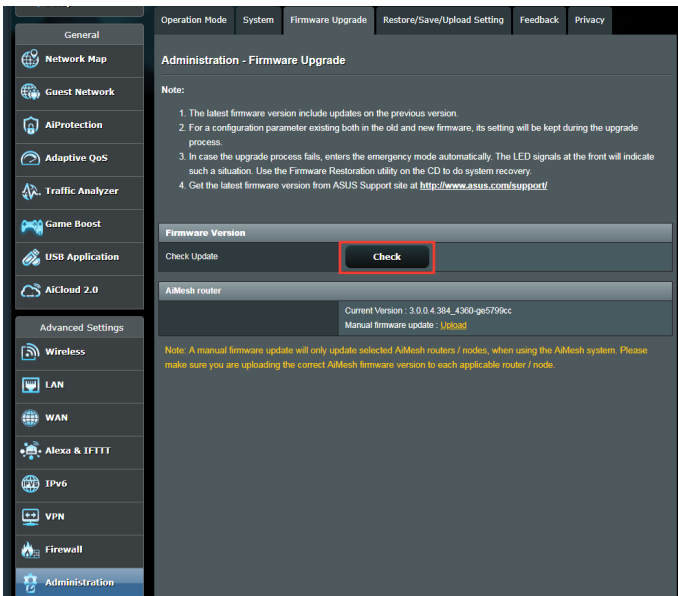 Operation Mode System Firmware Upgrade Restore/Save/Upload Setting Feedback Privacy
General
Network Map
Guest Network
AiProtection
Adaptive QoS
Traffic Analyzer
Game Boost
USB Application
AiCloud 2.0
Advanced Settings
Wireless
LAN
WAN
Alexa & IFTTT
IPv6
VPN
Firewall
Administration
Administration - Firmware Upgrade
Note:
1. The latest firmware version include updates on the previous version.
2. For a configuration parameter existing both in the old and new firmware, its setting will be kept during the upgrade
process.
3. In case the upgrade process fails, enters the emergency mode automatically. The LED signals at the front will indicate
such a situation. Use the Firmware Restoration utility on the CD to do system recovery.
4. Get the latest firmware version from ASUS Support site at http://www.asus.com/support/
Firmware Version
Check Update Check
AiMesh router
Current Version : 3.0.0.4.384_4360-ge5799cc
Manual firmware update : Upload
Note: A manual firmware update will only update selected AiMesh routers / nodes, when using the AiMesh system. Please
make sure you are uploading the correct AiMesh firmware version to each applicable router / node.